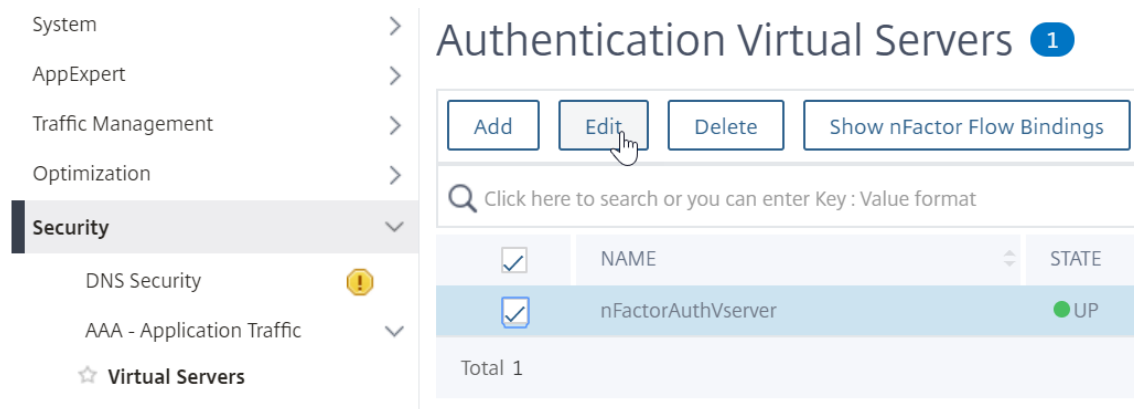 System
AppExpert
Traffic Management
Optimization
Security
DNS Security
AAA - Application Traffic
Virtual Servers
Authentication Virtual Servers 1
Add Edit Delete Show nFactor Flow Bindings
Click here to search or you can enter Key : Value format
NAME STATE
nFactorAuthVserver UP
Total 1